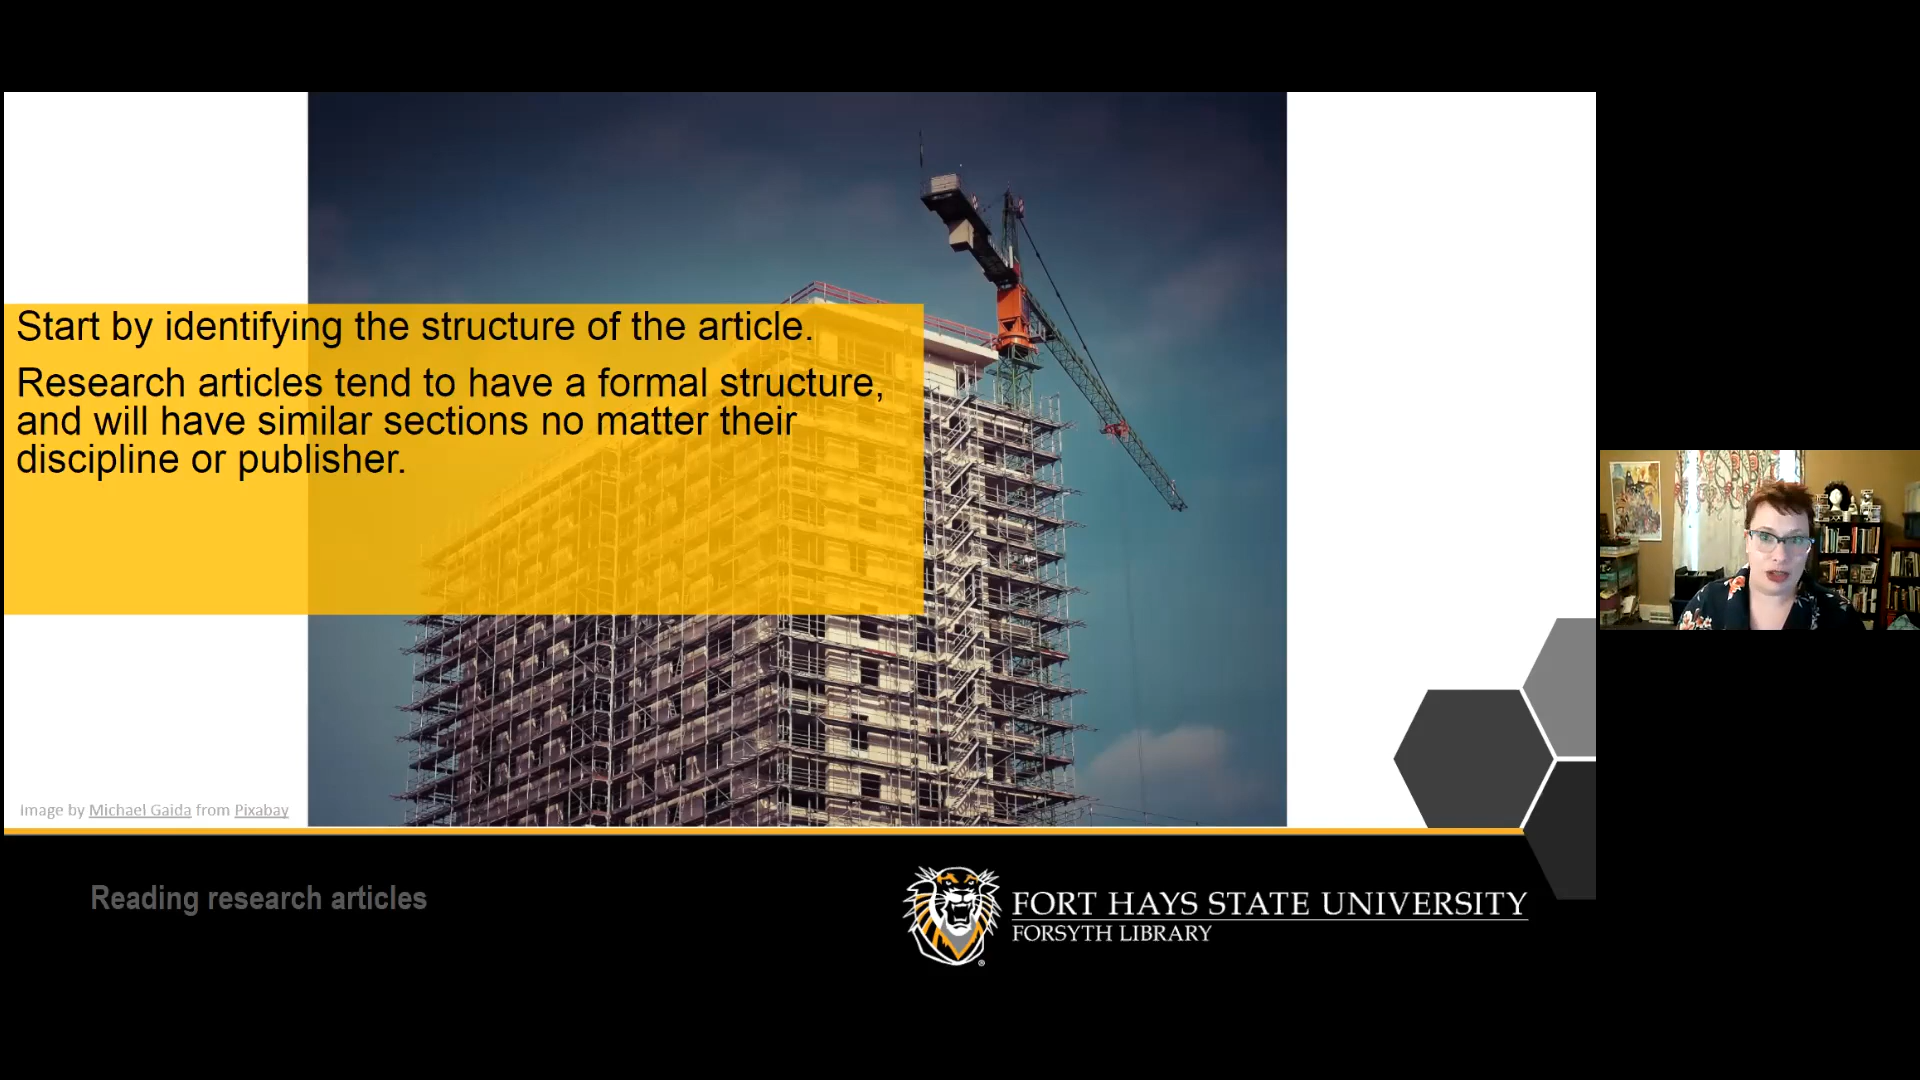 Start by identifying the structure of the article.
Research articles tend to have a formal structure,
and will have similar sections no matter their
discipline or publisher.
Image by Michael Gaida from Pixabay
Reading research articles
FORT HAYS STATE UNIVERSITY
FORSYTH LIBRARY
®